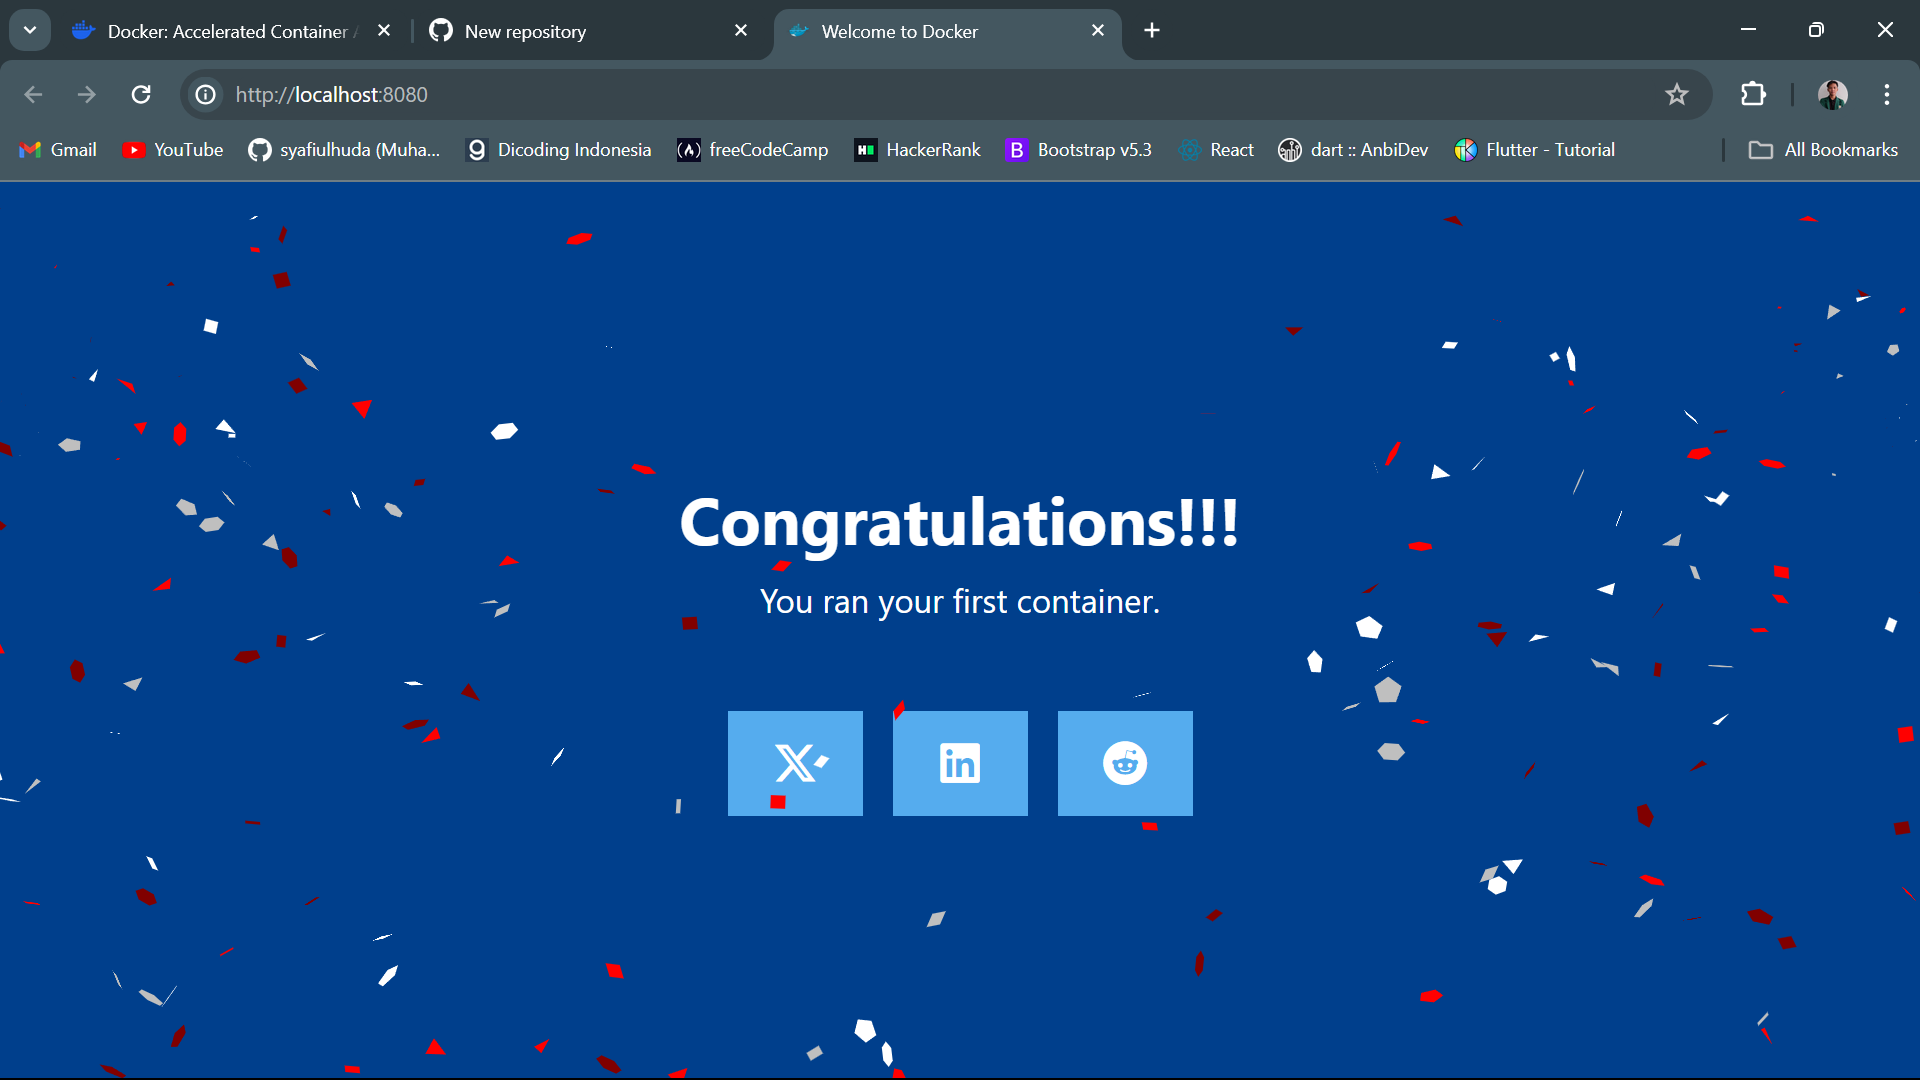 Docker: Accelerated Container
New repository
Welcome to Docker
http://localhost:8080
Gmail
YouTube
syafiulhuda (Muha...
Dicoding Indonesia
freeCodeCamp
HackerRank
Bootstrap v5.3
React
dart :: AnbiDev
Flutter - Tutorial
All Bookmarks
Congratulations!!!
You ran your first container.